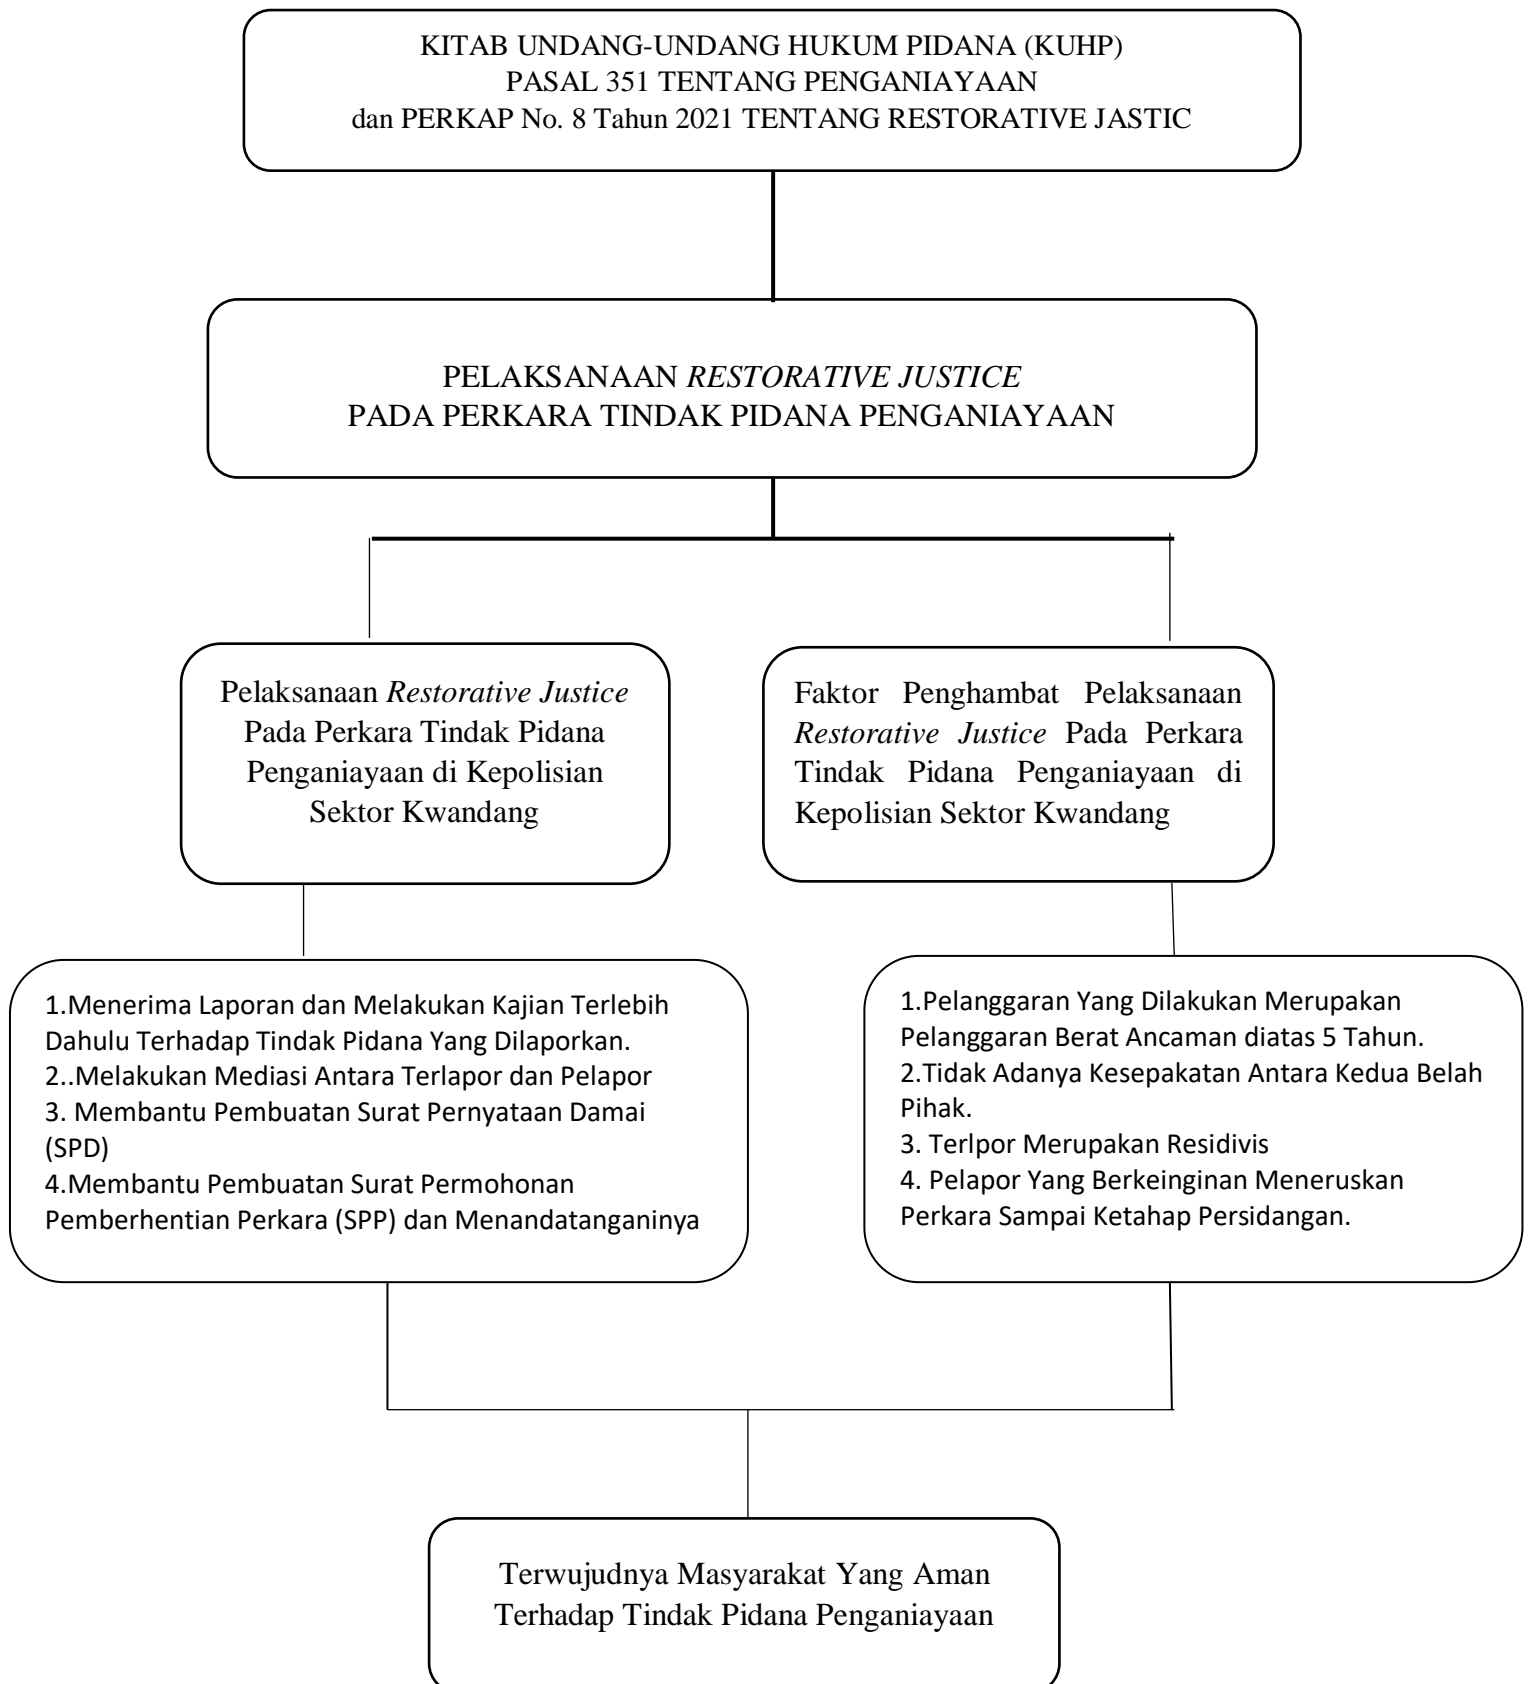 KITAB UNDANG-UNDANG HUKUM PIDANA (KUHP)
PASAL 351 TENTANG PENGANIAYAAN
dan PERKAP No. 8 Tahun 2021 TENTANG RESTORATIVE JASTIC
PELAKSANAAN RESTORATIVE JUSTICE
PADA PERKARA TINDAK PIDANA PENGANIAYAAN
Pelaksanaan Restorative Justice
Pada Perkara Tindak Pidana
Penganiayaan di Kepolisian
Sektor Kwandang
Faktor Penghambat Pelaksanaan
Restorative Justice Pada Perkara
Tindak Pidana Penganiayaan di
Kepolisian Sektor Kwandang
1.Menerima Laporan dan Melakukan Kajian Terlebih
Dahulu Terhadap Tindak Pidana Yang Dilaporkan.
2..Melakukan Mediasi Antara Terlapor dan Pelapor
3. Membantu Pembuatan Surat Pernyataan Damai
(SPD)
4.Membantu Pembuatan Surat Permohonan
Pemberhentian Perkara (SPP) dan Menandatanganinya
1.Pelanggaran Yang Dilakukan Merupakan
Pelanggaran Berat Ancaman diatas 5 Tahun.
2.Tidak Adanya Kesepakatan Antara Kedua Belah
Pihak.
3. Terlpor Merupakan Residivis
4. Pelapor Yang Berkeinginan Meneruskan
Perkara Sampai Ketahap Persidangan.
Terwujudnya Masyarakat Yang Aman
Terhadap Tindak Pidana Penganiayaan